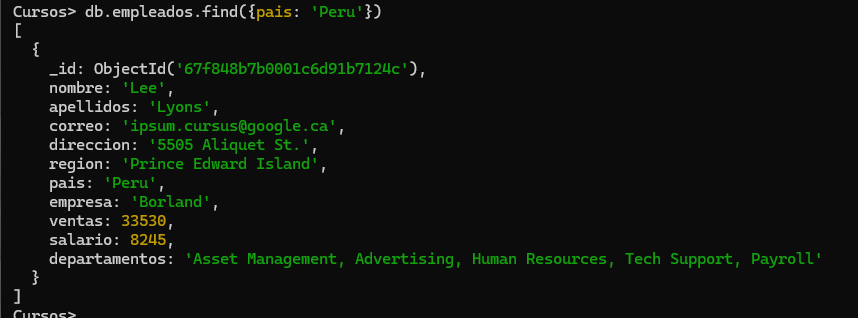 Cursos> db.empleados.find({pais: 'Peru'})
[
  {
    _id: ObjectId('67f848b7b0001c6d91b7124c'),
    nombre: 'Lee',
    apellidos: 'Lyons',
    correo: 'ipsum.cursus@google.ca',
    direccion: '5505 Aliquet St.',
    region: 'Prince Edward Island',
    pais: 'Peru',
    empresa: 'Borland',
    ventas: 33530,
    salario: 8245,
    departamentos: 'Asset Management, Advertising, Human Resources, Tech Support, Payroll'
  }
]
Cursos>